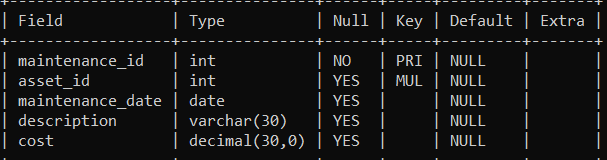 | Field | Type | Null | Key | Default | Extra |
| maintenance_id | int | NO | PRI | NULL | |
| asset_id | int | YES | MUL | NULL | |
| maintenance_date | date | YES | | NULL | |
| description | varchar(30) | YES | | NULL | |
| cost | decimal(30,0) | YES | | NULL | |